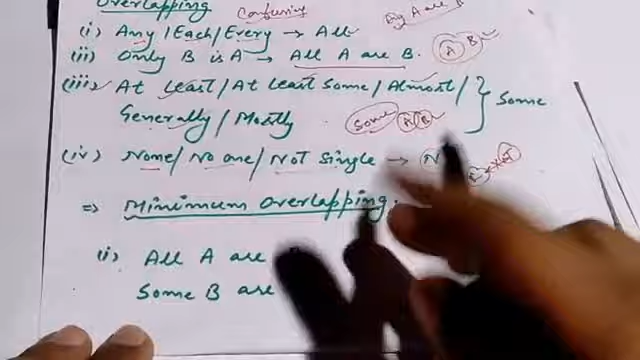 Overlapping Confusing Any A are B
(i) Any / Each / Every → All
(ii) Only B is A → All A are B. A B
(iii) At Least / At Least Some / Almost / } Some
Generally / Mostly Some A B
(iv) None / No one / Not Single → N
⇒ Minimum Overlapping
(i) All A are
Some B are